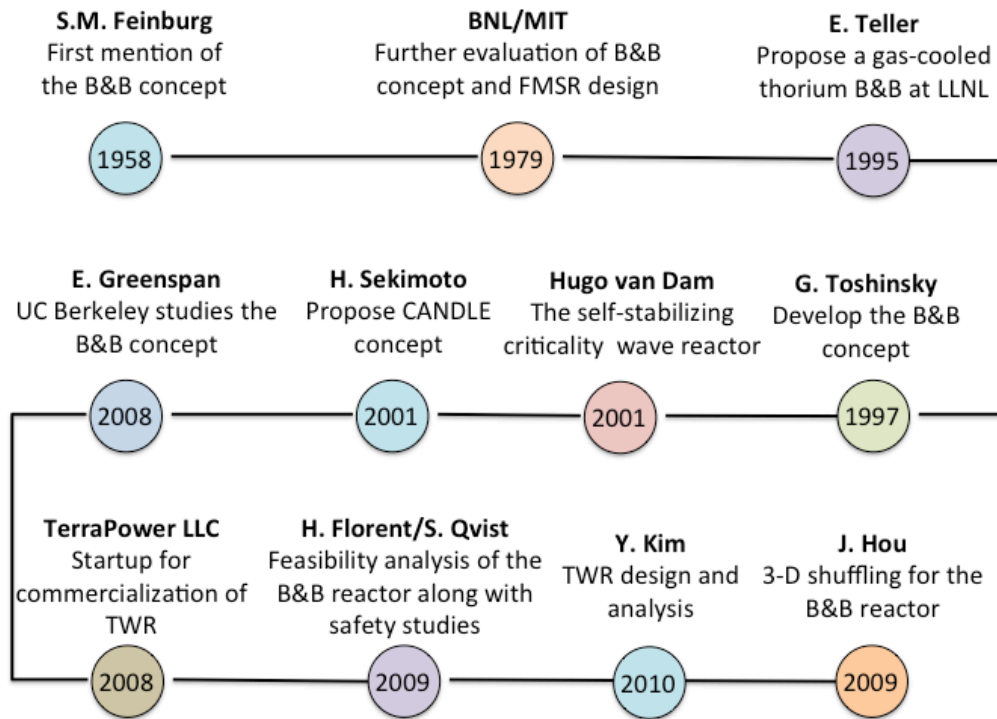 S.M. Feinburg
First mention of
the B&B concept
1958
BNL/MIT
Further evaluation of B&B
concept and FMSR design
1979
E. Teller
Propose a gas-cooled
thorium B&B at LLNL
1995
E. Greenspan
UC Berkeley studies the
B&B concept
2008
H. Sekimoto
Propose CANDLE
concept
2001
Hugo van Dam
The self-stabilizing
criticality wave reactor
2001
G. Toshinsky
Develop the B&B
concept
1997
TerraPower LLC
Startup for
commercialization of
TWR
2008
H. Florent/S. Qvist
Feasibility analysis of the
B&B reactor along with
safety studies
2009
Y. Kim
TWR design and
analysis
2010
J. Hou
3-D shuffling for the
B&B reactor
2009